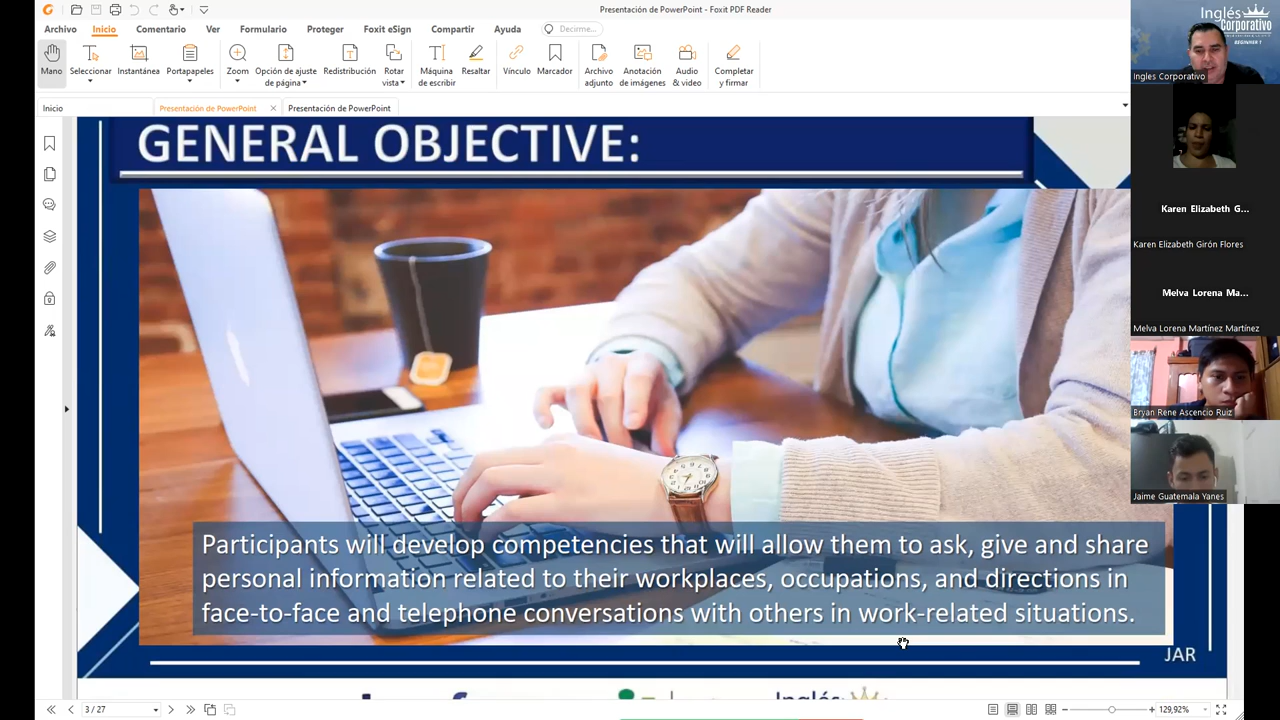 Presentación de PowerPoint - Foxit PDF Reader
Archivo Inicio Comentario Ver Formulario Proteger Foxit eSign Compartir Ayuda Decirme...
Mano
Seleccionar
Instantánea
Portapapeles
Zoom
Opción de ajuste
de página
Redistribución
Rotar
vista
Máquina
de escribir
Resaltar
Vínculo
Marcador
Archivo
adjunto
Anotación
de imágenes
Audio
& video
Completar
y firmar
Inicio
Presentación de PowerPoint
Presentación de PowerPoint
GENERAL OBJECTIVE:
Participants will develop competencies that will allow them to ask, give and share
personal information related to their workplaces, occupations, and directions in
face-to-face and telephone conversations with others in work-related situations.
JAR
Inglés
3 / 27
129,92%
Inglés
Corporativo
BEGINNER 1
Ingles Corporativo
Karen Elizabeth G...
Karen Elizabeth Girón Flores
Melva Lorena Ma...
Melva Lorena Martínez Martínez
Bryan Rene Ascencio Ruiz
Jaime Guatemala Yanes